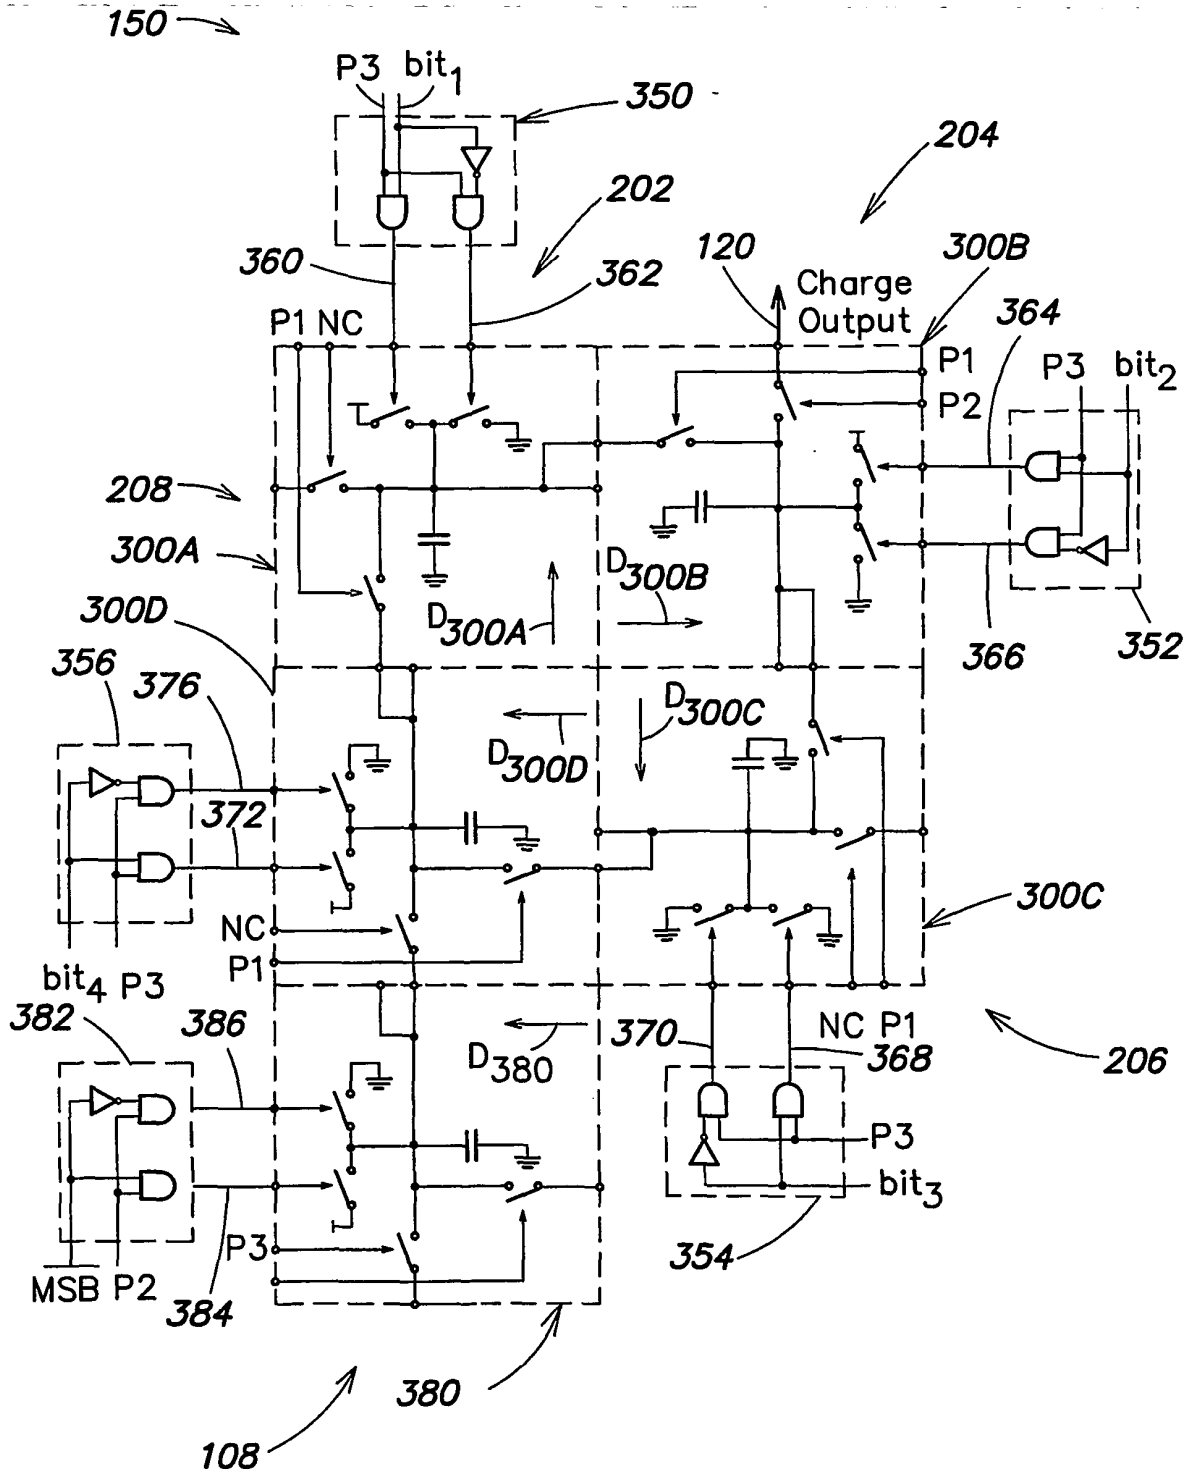 150
P3 bit1
350
204
202
360
362
120
Charge
Output
300B
364
P1 NC
P1
P2
P3 bit2
208
300A
D300B
D300A
300D
366
352
356
376
D300C
D300D
372
NC
P1
300C
bit4 P3
382
386
D380
370
NC P1
368
206
P3
bit3
P3
354
MSB P2
384
380
108